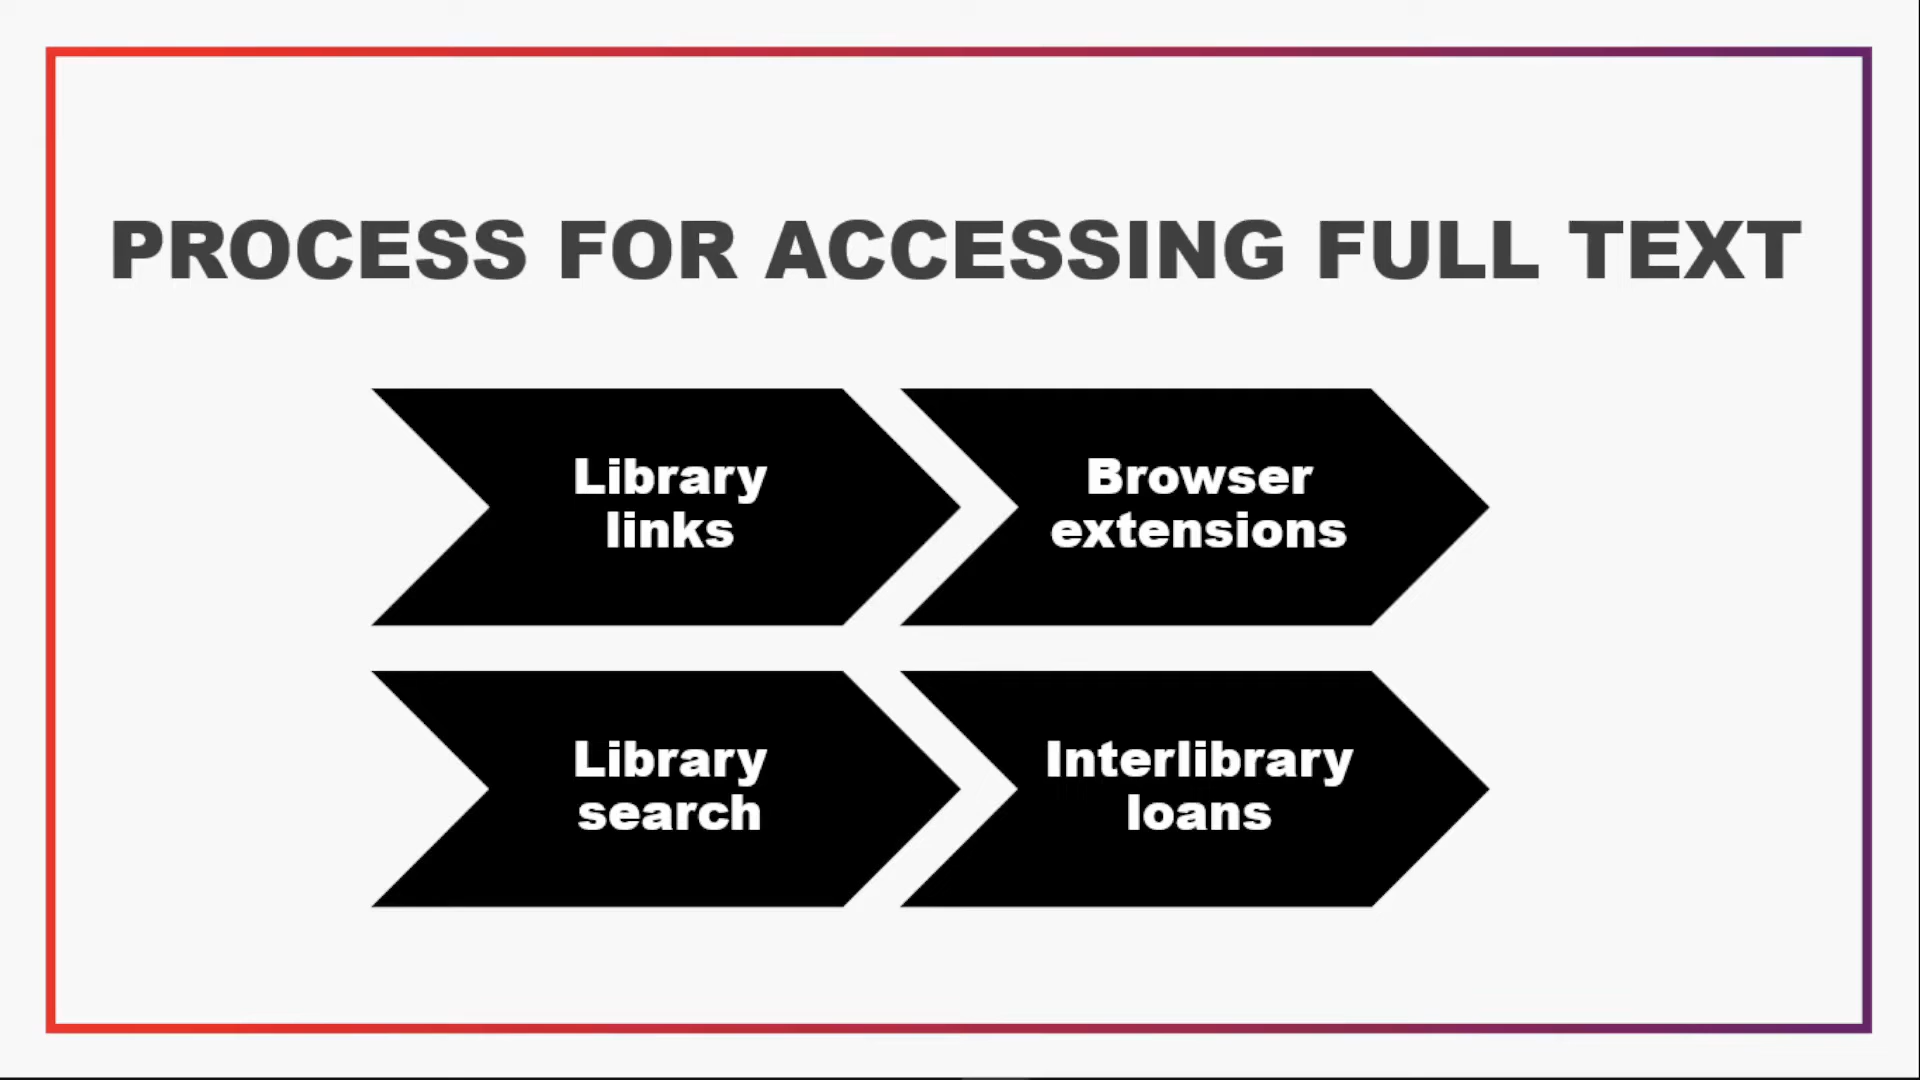 PROCESS FOR ACCESSING FULL TEXT
Library
links
Browser
extensions
Library
search
Interlibrary
loans